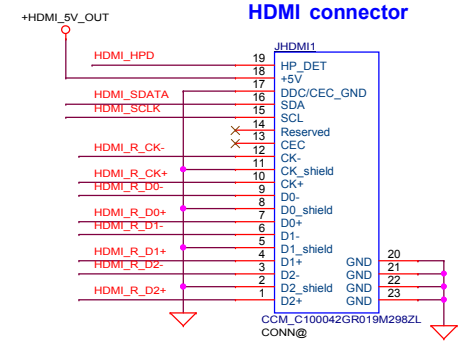 HDMI connector
+HDMI_5V_OUT
JHDMI1
HDMI_HPD 19 HP_DET
18 +5V
17 DDC/CEC_GND
HDMI_SDATA 16 SDA
HDMI_SCLK 15 SCL
14 Reserved
13 CEC
HDMI_R_CK- 12 CK-
11 CK_shield
HDMI_R_CK+ 10 CK+
HDMI_R_D0- 9 D0-
8 D0_shield
HDMI_R_D0+ 7 D0+
HDMI_R_D1- 6 D1-
5 D1_shield
HDMI_R_D1+ 4 D1+ GND 20
HDMI_R_D2- 3 D2- GND 21
2 D2_shield GND 22
HDMI_R_D2+ 1 D2+ GND 23
CCM_C100042GR019M298ZL
CONN@